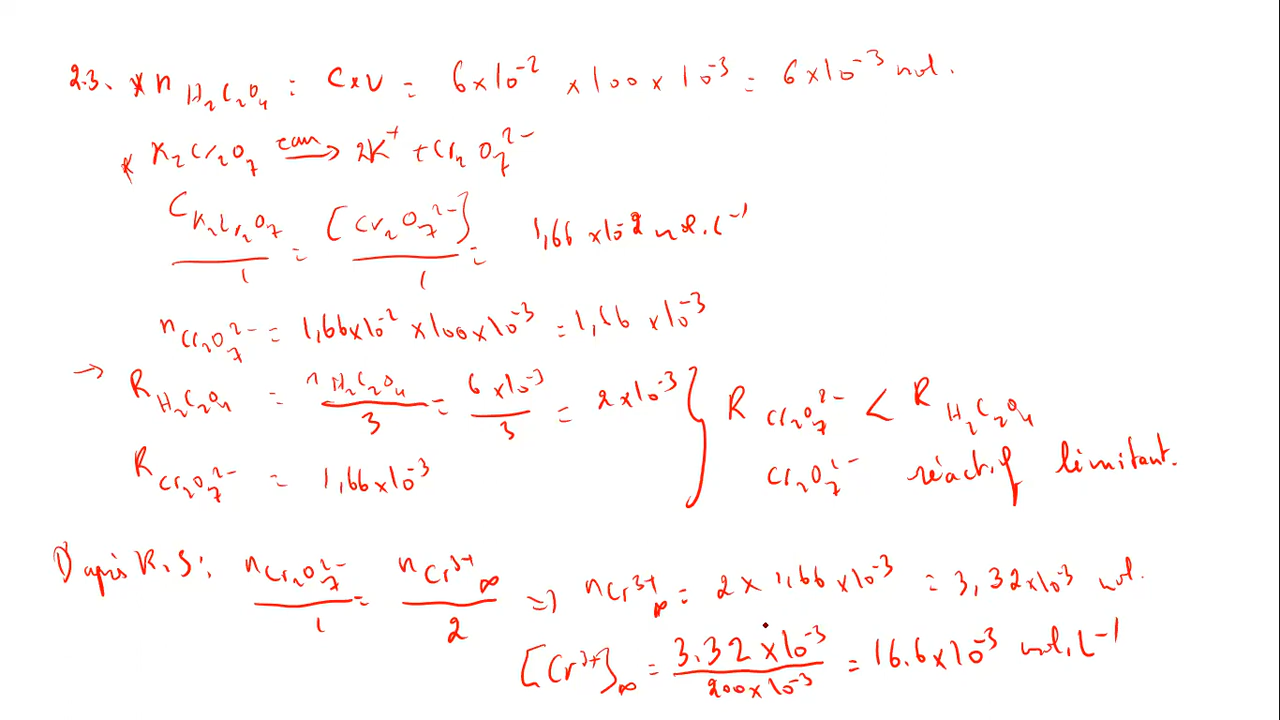 2.3. * n H₂C₂O₄ = C×V = 6×10⁻² ×100×10⁻³ = 6×10⁻³ mol.
* K₂Cr₂O₇ eau→ 2K⁺ + Cr₂O₇²⁻
C K₂Cr₂O₇ / 1 = [Cr₂O₇²⁻] / 1 = 1,66×10⁻² mol.L⁻¹
n Cr₂O₇²⁻ = 1,66×10⁻² ×100×10⁻³ = 1,66 ×10⁻³
→ R H₂C₂O₄ = n H₂C₂O₄ / 3 = 6×10⁻³ / 3 = 2×10⁻³ } R Cr₂O₇²⁻ < R H₂C₂O₄
R Cr₂O₇²⁻ = 1,66×10⁻³ Cr₂O₇²⁻ réactif limitant.
D'après R.S: n Cr₂O₇²⁻ / 1 = n Cr³⁺ ∞ / 2 ⇒ n Cr³⁺ ∞ = 2×1,66×10⁻³ = 3,32×10⁻³ mol.
[Cr³⁺]∞ = 3.32×10⁻³ / 200×10⁻³ = 16.6×10⁻³ mol.L⁻¹